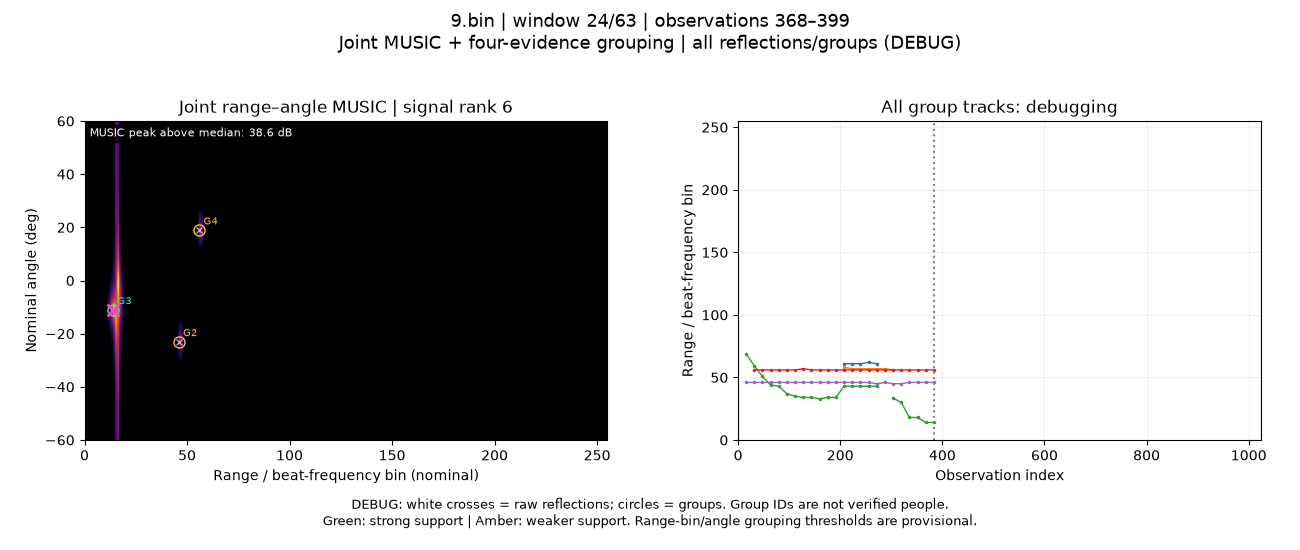 9.bin | window 24/63 | observations 368–399
Joint MUSIC + four-evidence grouping | all reflections/groups (DEBUG)
Joint range–angle MUSIC | signal rank 6
MUSIC peak above median: 38.6 dB
Nominal angle (deg)
60
40
20
0
−20
−40
−60
G4
G3
G2
0
50
100
150
200
250
Range / beat-frequency bin (nominal)
All group tracks: debugging
Range / beat-frequency bin
250
200
150
100
50
0
0
200
400
600
800
1000
Observation index
DEBUG: white crosses = raw reflections; circles = groups. Group IDs are not verified people.
Green: strong support | Amber: weaker support. Range-bin/angle grouping thresholds are provisional.